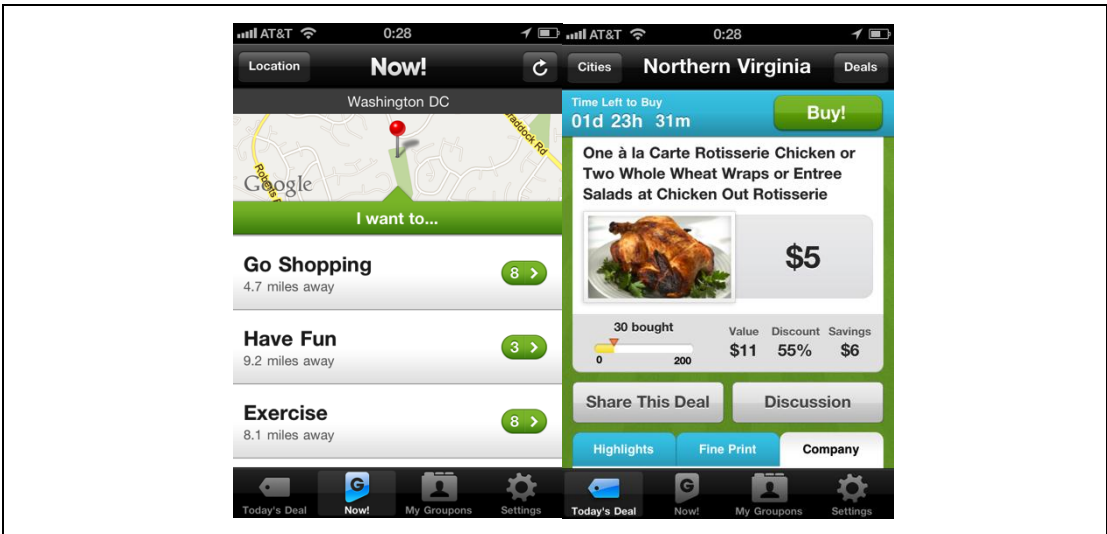 AT&T 0:28
Location Now!
Washington DC
Braddock Rd
Roberts R
Google
I want to...
Go Shopping 8 >
4.7 miles away
Have Fun 3 >
9.2 miles away
Exercise 8 >
8.1 miles away
Today's Deal G Now! My Groupons Settings
AT&T 0:28
Cities Northern Virginia Deals
Time Left to Buy
01d 23h 31m Buy!
One à la Carte Rotisserie Chicken or
Two Whole Wheat Wraps or Entree
Salads at Chicken Out Rotisserie
$5
30 bought Value Discount Savings
0 200 $11 55% $6
Share This Deal Discussion
Highlights Fine Print Company
Today's Deal G Now! My Groupons Settings